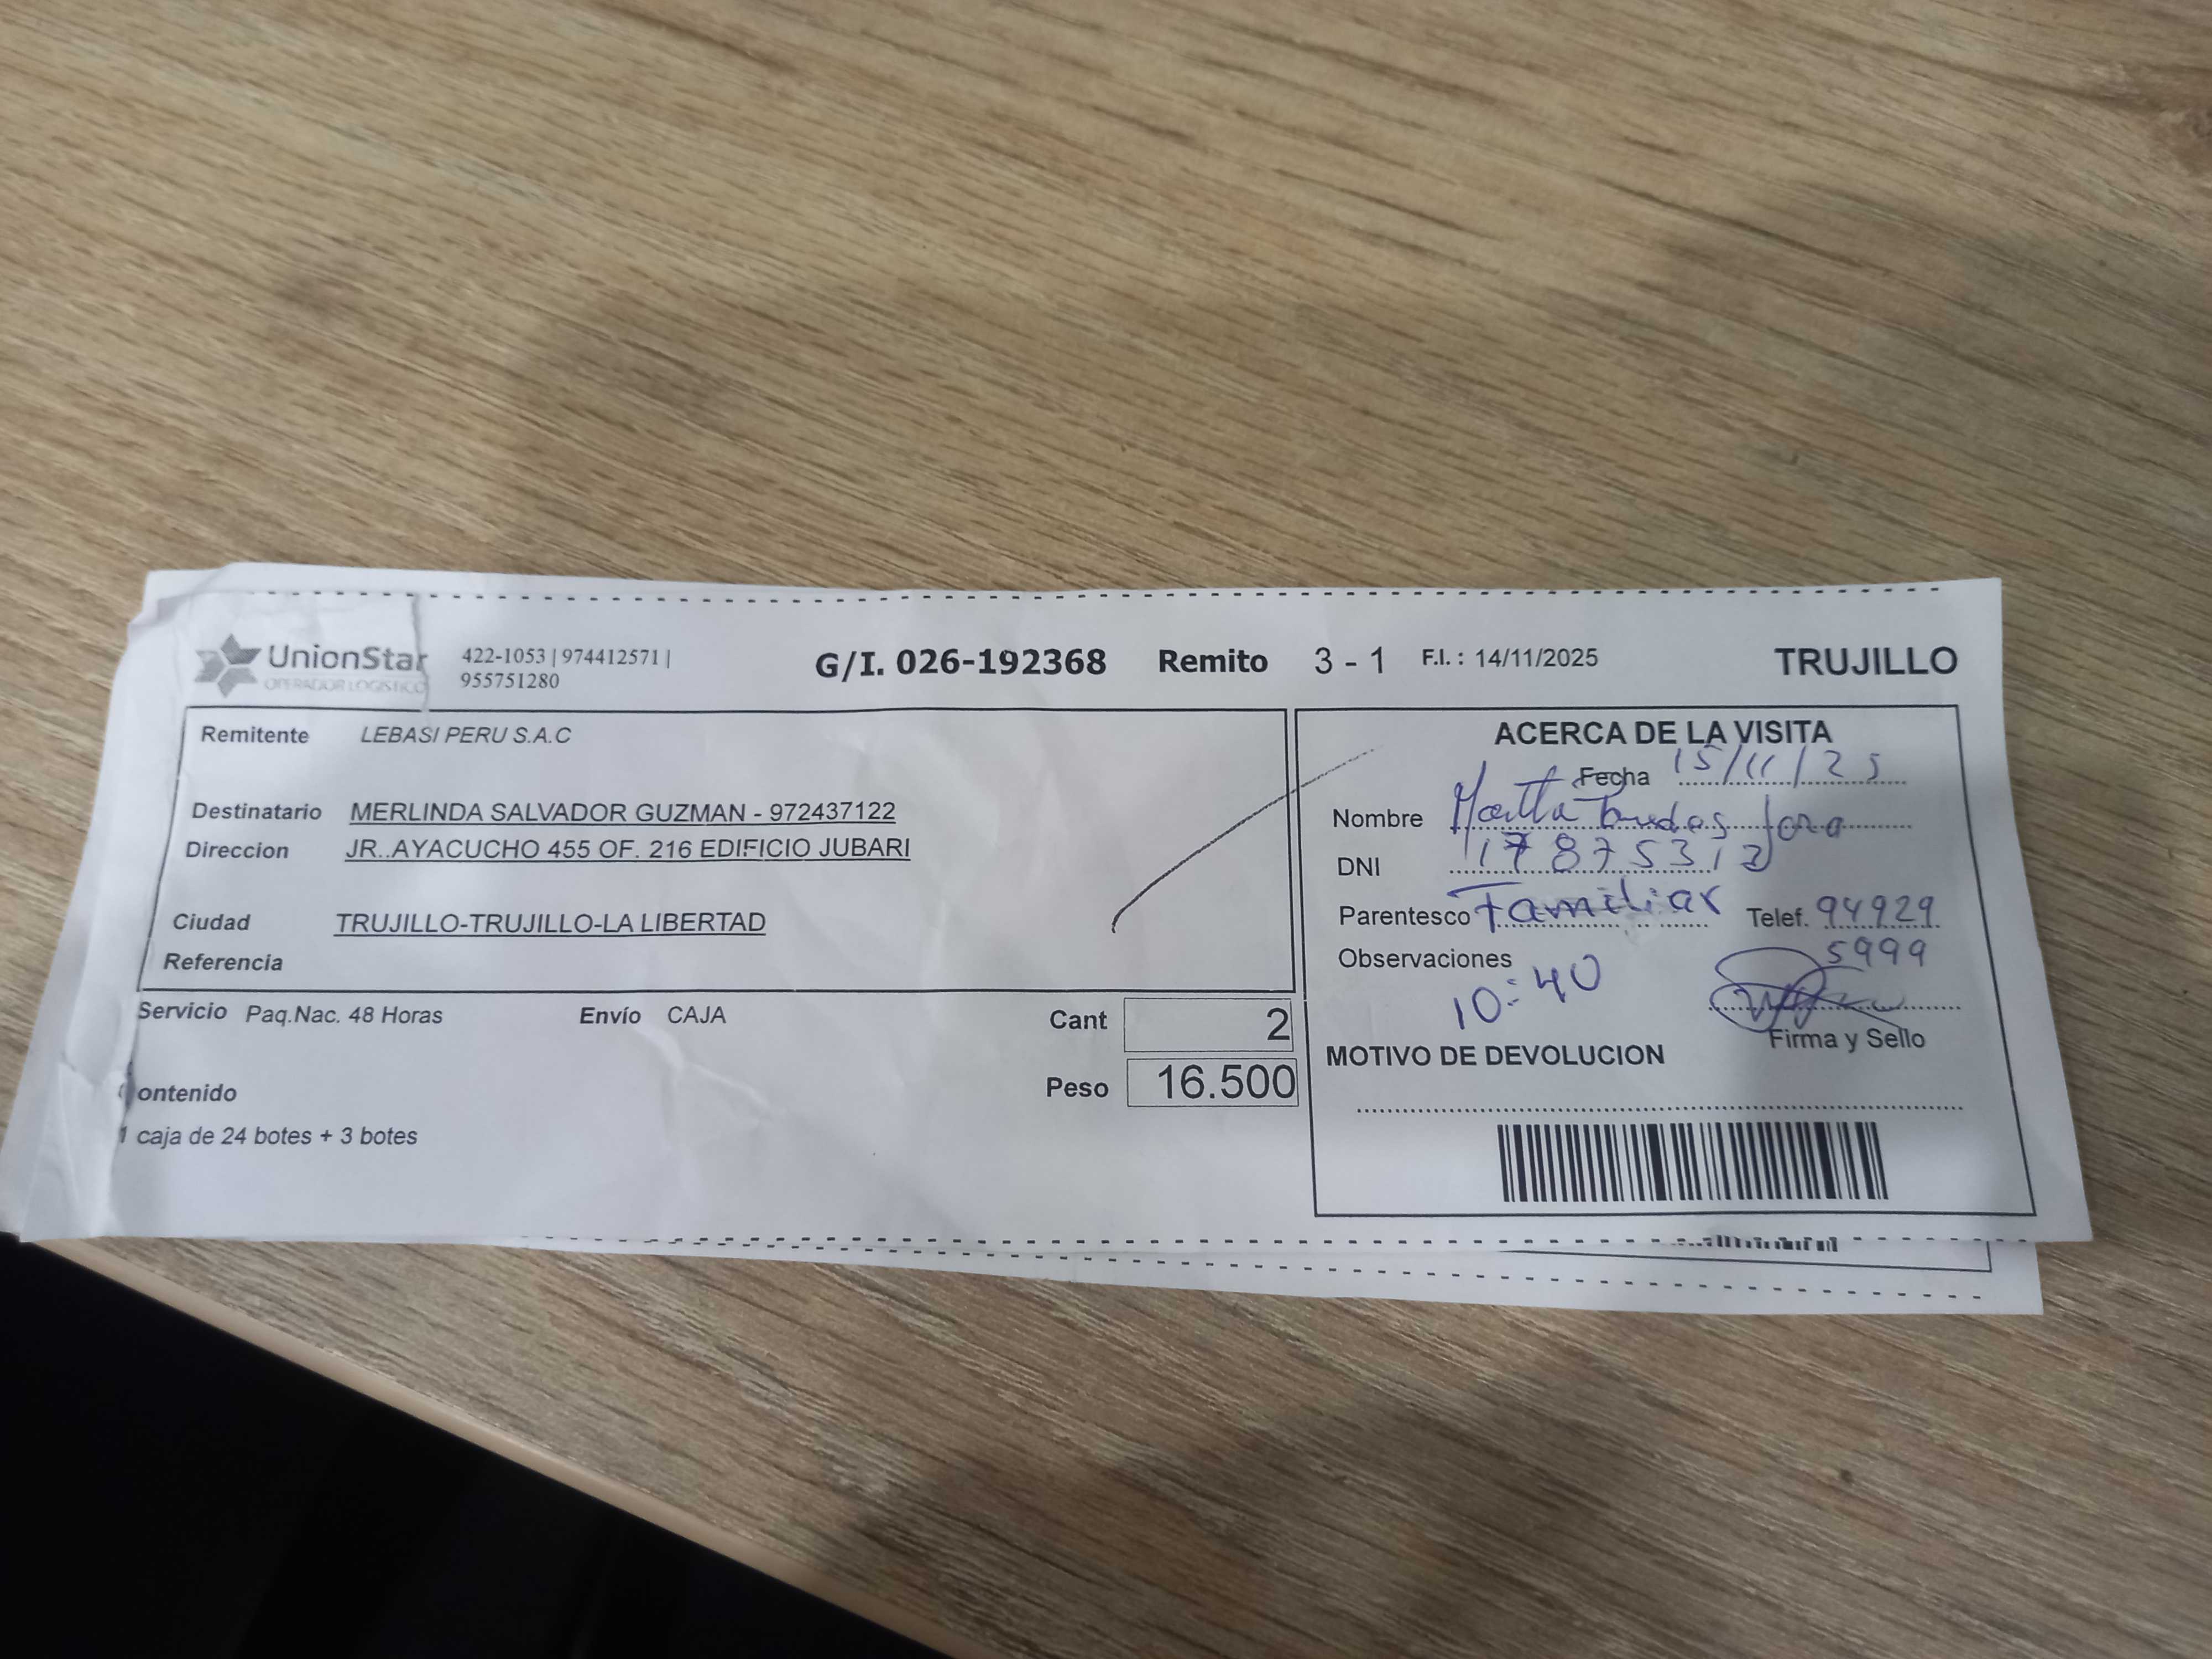 UnionStar
OPERADOR LOGISTICO
422-1053 | 974412571 |
955751280
G/I. 026-192368 Remito 3 - 1 F.I. : 14/11/2025 TRUJILLO
Remitente LEBASI PERU S.A.C
Destinatario MERLINDA SALVADOR GUZMAN - 972437122
Direccion JR..AYACUCHO 455 OF. 216 EDIFICIO JUBARI
Ciudad TRUJILLO-TRUJILLO-LA LIBERTAD
Referencia
Servicio Paq.Nac. 48 Horas Envío CAJA Cant 2
Peso 16.500
ontenido
1 caja de 24 botes + 3 botes
ACERCA DE LA VISITA
Fecha 15/11/25
Nombre Martha
DNI 17875312
Parentesco Familiar Telef. 94929
5999
Observaciones
10:40
Firma y Sello
MOTIVO DE DEVOLUCION